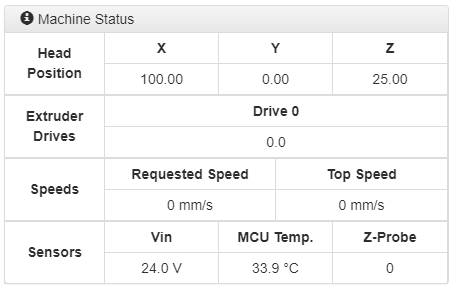 Machine Status
Head Position
X Y Z
100.00 0.00 25.00
Extruder Drives
Drive 0
0.0
Speeds
Requested Speed Top Speed
0 mm/s 0 mm/s
Sensors
Vin MCU Temp. Z-Probe
24.0 V 33.9 °C 0